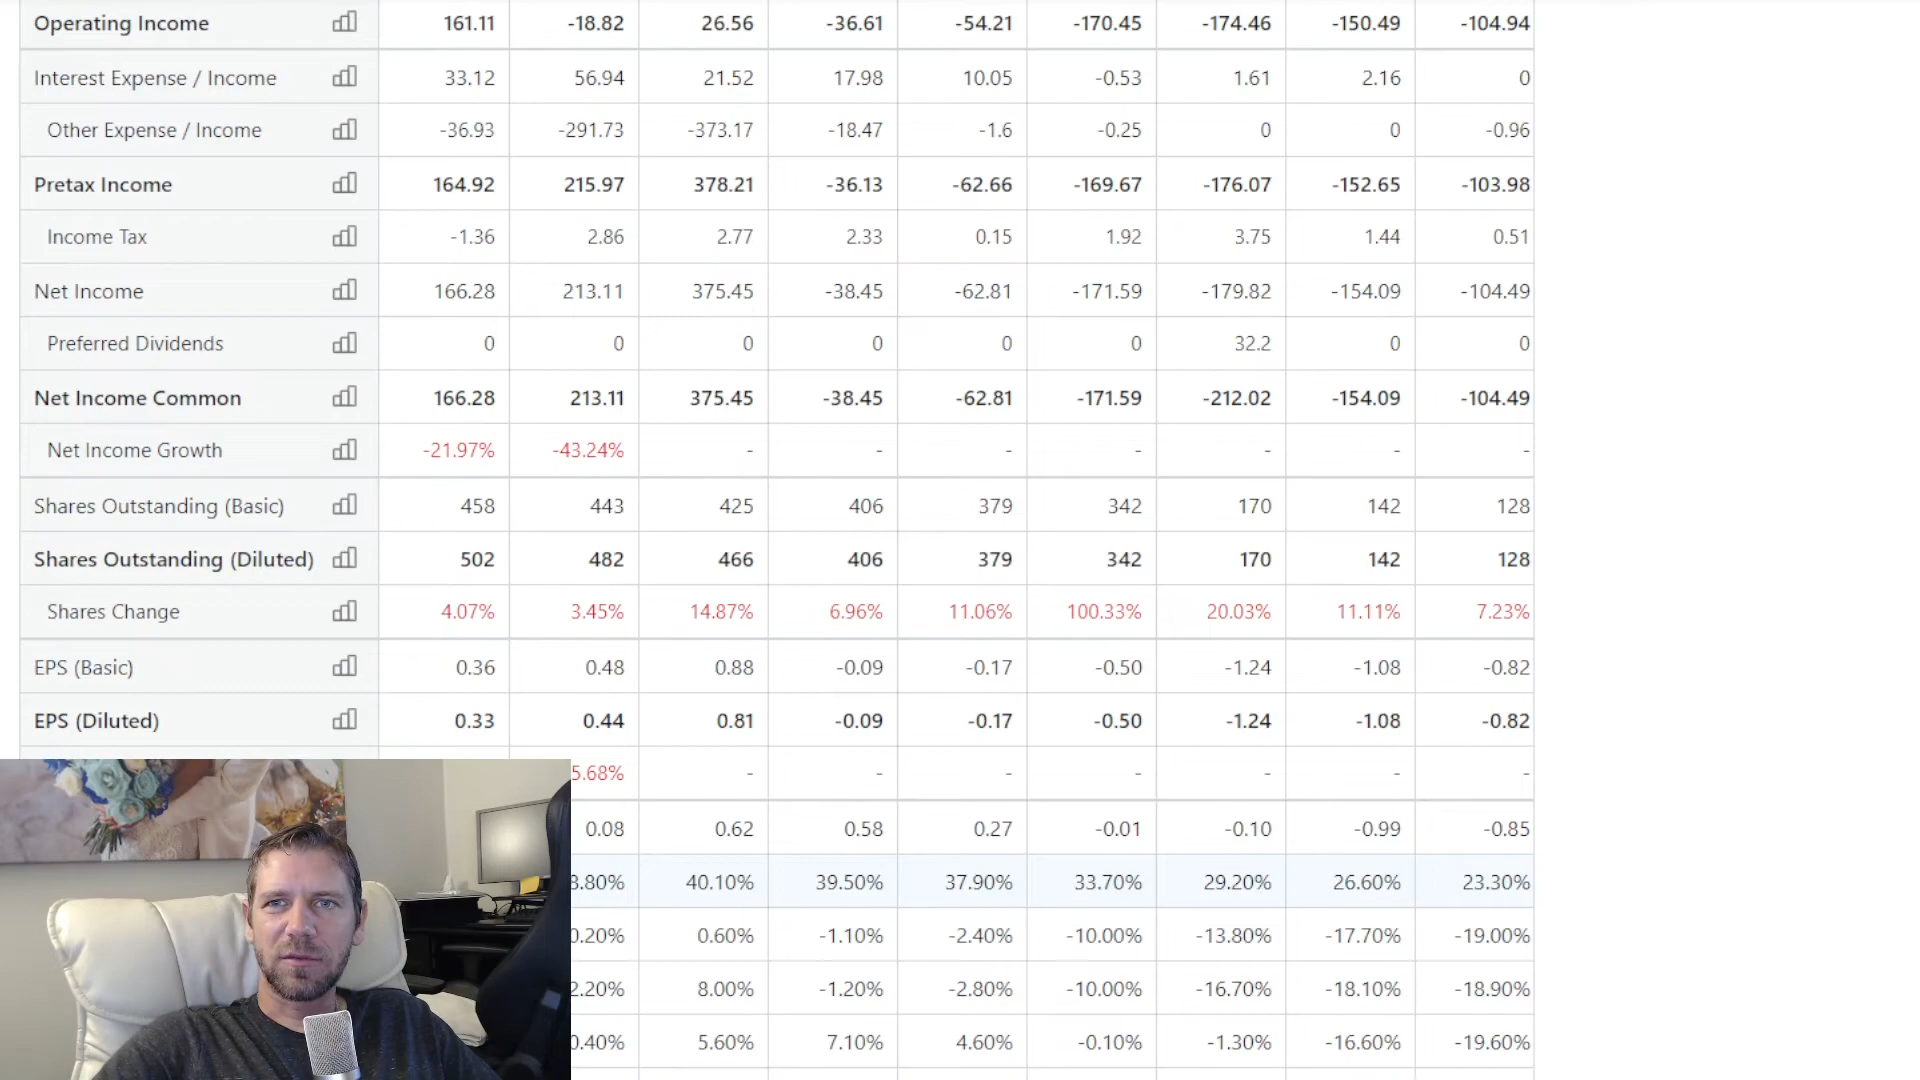 Operating Income 161.11 -18.82 26.56 -36.61 -54.21 -170.45 -174.46 -150.49 -104.94
Interest Expense / Income 33.12 56.94 21.52 17.98 10.05 -0.53 1.61 2.16 0
Other Expense / Income -36.93 -291.73 -373.17 -18.47 -1.6 -0.25 0 0 -0.96
Pretax Income 164.92 215.97 378.21 -36.13 -62.66 -169.67 -176.07 -152.65 -103.98
Income Tax -1.36 2.86 2.77 2.33 0.15 1.92 3.75 1.44 0.51
Net Income 166.28 213.11 375.45 -38.45 -62.81 -171.59 -179.82 -154.09 -104.49
Preferred Dividends 0 0 0 0 0 0 32.2 0 0
Net Income Common 166.28 213.11 375.45 -38.45 -62.81 -171.59 -212.02 -154.09 -104.49
Net Income Growth -21.97% -43.24% - - - - - - -
Shares Outstanding (Basic) 458 443 425 406 379 342 170 142 128
Shares Outstanding (Diluted) 502 482 466 406 379 342 170 142 128
Shares Change 4.07% 3.45% 14.87% 6.96% 11.06% 100.33% 20.03% 11.11% 7.23%
EPS (Basic) 0.36 0.48 0.88 -0.09 -0.17 -0.50 -1.24 -1.08 -0.82
EPS (Diluted) 0.33 0.44 0.81 -0.09 -0.17 -0.50 -1.24 -1.08 -0.82
5.68% - - - - - - -
0.08 0.62 0.58 0.27 -0.01 -0.10 -0.99 -0.85
8.80% 40.10% 39.50% 37.90% 33.70% 29.20% 26.60% 23.30%
0.20% 0.60% -1.10% -2.40% -10.00% -13.80% -17.70% -19.00%
2.20% 8.00% -1.20% -2.80% -10.00% -16.70% -18.10% -18.90%
0.40% 5.60% 7.10% 4.60% -0.10% -1.30% -16.60% -19.60%